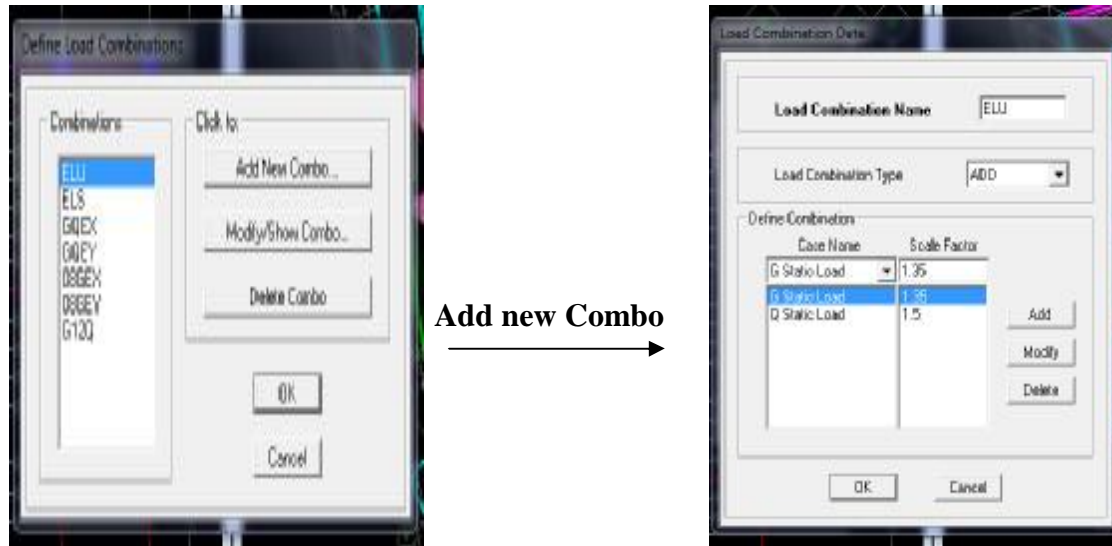 Define Load Combinations
Combinations
ELU
ELS
GQEX
GQEY
08GEX
08GEY
G12Q
Click to:
Add New Combo...
Modify/Show Combo...
Delete Combo
OK
Cancel
Add new Combo
Load Combination Data
Load Combination Name ELU
Load Combination Type ADD
Define Combination
Case Name Scale Factor
G Static Load 1.35
G Static Load 1.35
Q Static Load 1.5
Add
Modify
Delete
OK Cancel